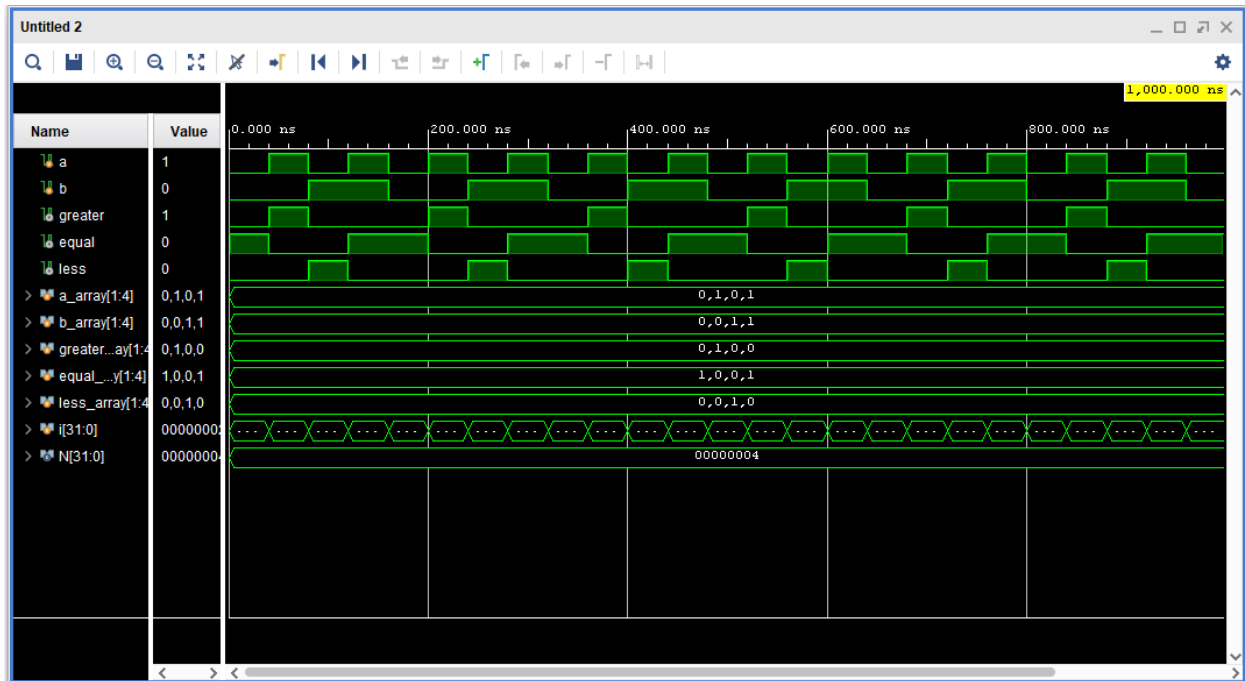 Untitled 2
1,000.000 ns
Name Value 0.000 ns 200.000 ns 400.000 ns 600.000 ns 800.000 ns
a 1
b 0
greater 1
equal 0
less 0
a_array[1:4] 0,1,0,1 0,1,0,1
b_array[1:4] 0,0,1,1 0,0,1,1
greater...ay[1:4 0,1,0,0 0,1,0,0
equal_...y[1:4] 1,0,0,1 1,0,0,1
less_array[1:4 0,0,1,0 0,0,1,0
i[31:0] 0000000 ... ... ... ... ... ... ... ... ... ... ... ... ... ... ... ... ... ... ... ... ... ... ... ... ...
N[31:0] 0000000 00000004